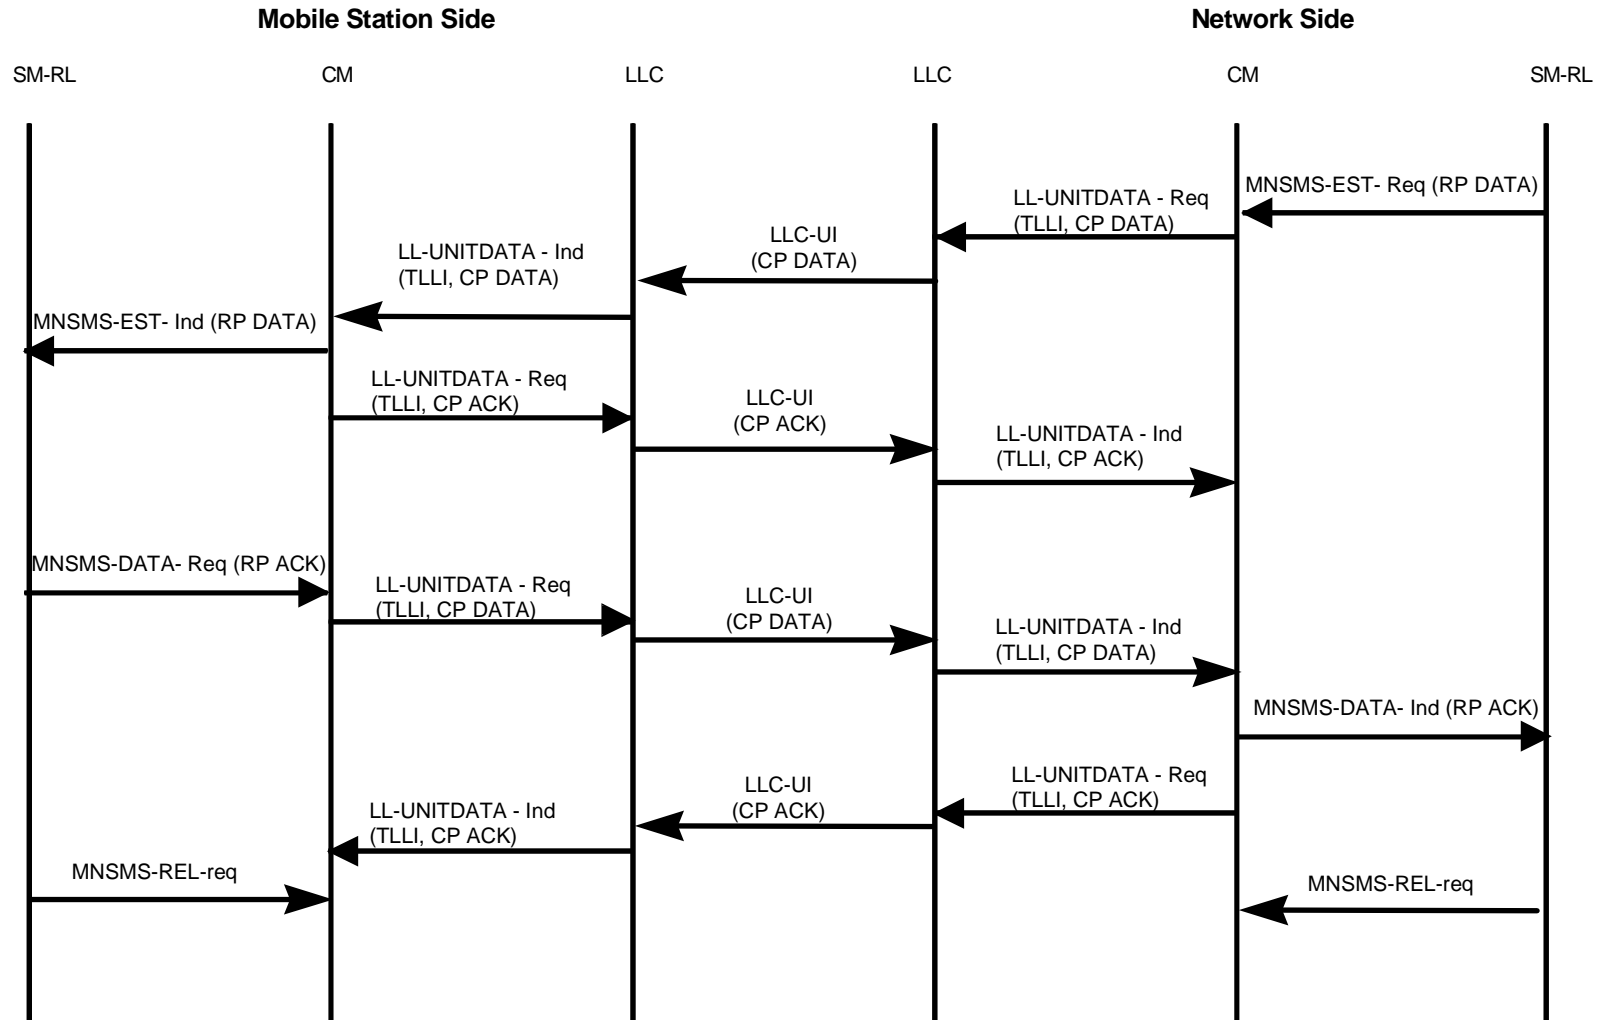 Mobile Station Side
Network Side
SM-RL
CM
LLC
LLC
CM
SM-RL
MNSMS-EST- Req (RP DATA)
LL-UNITDATA - Req
(TLLI, CP DATA)
LLC-UI
(CP DATA)
LL-UNITDATA - Ind
(TLLI, CP DATA)
MNSMS-EST- Ind (RP DATA)
LL-UNITDATA - Req
(TLLI, CP ACK)
LLC-UI
(CP ACK)
LL-UNITDATA - Ind
(TLLI, CP ACK)
MNSMS-DATA- Req (RP ACK)
LL-UNITDATA - Req
(TLLI, CP DATA)
LLC-UI
(CP DATA)
LL-UNITDATA - Ind
(TLLI, CP DATA)
MNSMS-DATA- Ind (RP ACK)
LL-UNITDATA - Req
(TLLI, CP ACK)
LLC-UI
(CP ACK)
LL-UNITDATA - Ind
(TLLI, CP ACK)
MNSMS-REL-req
MNSMS-REL-req